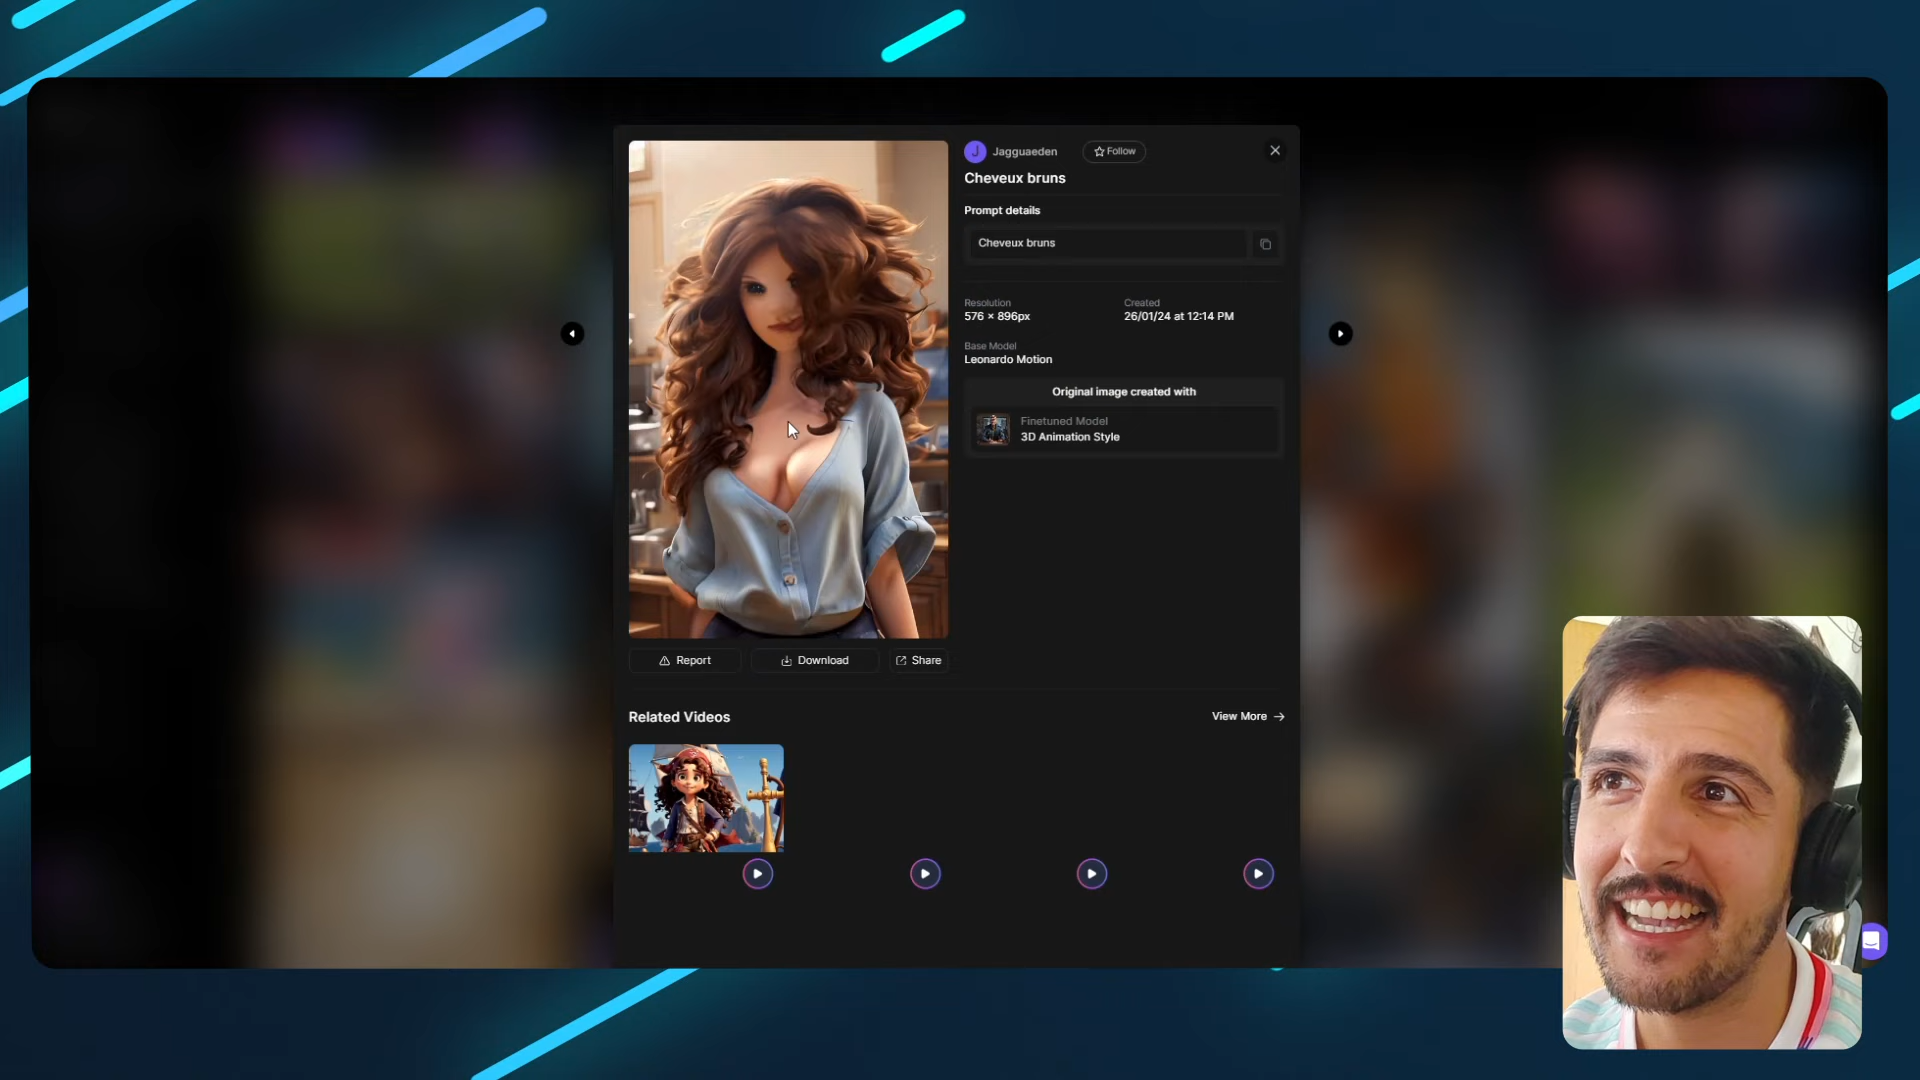 J Jagguaeden Follow
Cheveux bruns
Prompt details
Cheveux bruns
Resolution Created
576 × 896px 26/01/24 at 12:14 PM
Base Model
Leonardo Motion
Original image created with
Finetuned Model
3D Animation Style
Report Download Share
Related Videos View More